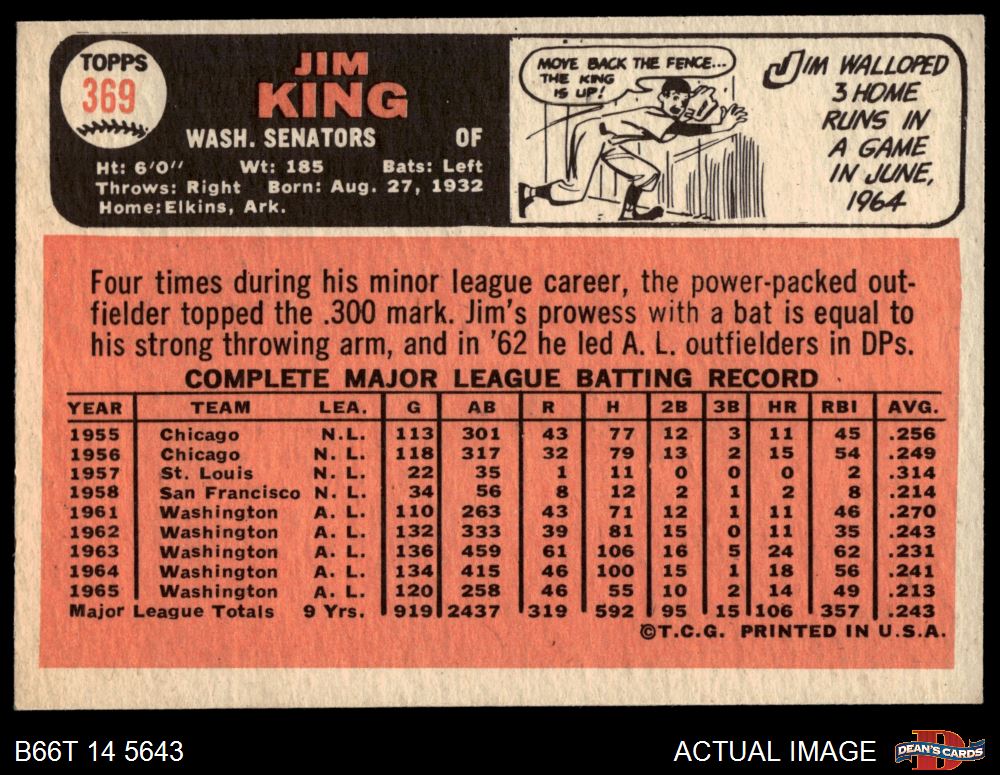 TOPPS
369
JIM
KING
WASH. SENATORS OF
Ht: 6'0" Wt: 185 Bats: Left
Throws: Right Born: Aug. 27, 1932
Home:Elkins, Ark.
MOVE BACK THE FENCE...
THE KING
IS UP!
JIM WALLOPED
3 HOME
RUNS IN
A GAME
IN JUNE,
1964
Four times during his minor league career, the power-packed out-
fielder topped the .300 mark. Jim's prowess with a bat is equal to
his strong throwing arm, and in '62 he led A. L. outfielders in DPs.
COMPLETE MAJOR LEAGUE BATTING RECORD
YEAR TEAM LEA. G AB R H 2B 3B HR RBI AVG.
1955 Chicago N.L. 113 301 43 77 12 3 11 45 .256
1956 Chicago N. L. 118 317 32 79 13 2 15 54 .249
1957 St. Louis N. L. 22 35 1 11 0 0 0 2 .314
1958 San Francisco N. L. 34 56 8 12 2 1 2 8 .214
1961 Washington A. L. 110 263 43 71 12 1 11 46 .270
1962 Washington A. L. 132 333 39 81 15 0 11 35 .243
1963 Washington A. L. 136 459 61 106 16 5 24 62 .231
1964 Washington A. L. 134 415 46 100 15 1 18 56 .241
1965 Washington A. L. 120 258 46 55 10 2 14 49 .213
Major League Totals 9 Yrs. 919 2437 319 592 95 15 106 357 .243
©T.C.G. PRINTED IN U.S.A.
B66T 14 5643 ACTUAL IMAGE
DEAN'S CARDS